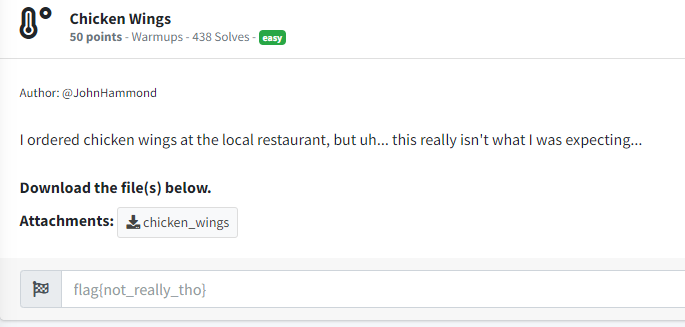 Chicken Wings
50 points - Warmups - 438 Solves - easy
Author: @JohnHammond
I ordered chicken wings at the local restaurant, but uh... this really isn't what I was expecting...
Download the file(s) below.
Attachments: chicken_wings
flag{not_really_tho}